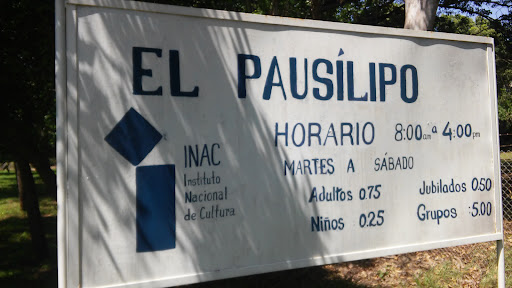 EL PAUSÍLIPO
HORARIO 8:00am a 4:00pm
MARTES A SÁBADO
Adultos 0.75 Jubilados 0.50
Niños 0.25 Grupos 5.00
INAC
Instituto
Nacional
de Cultura